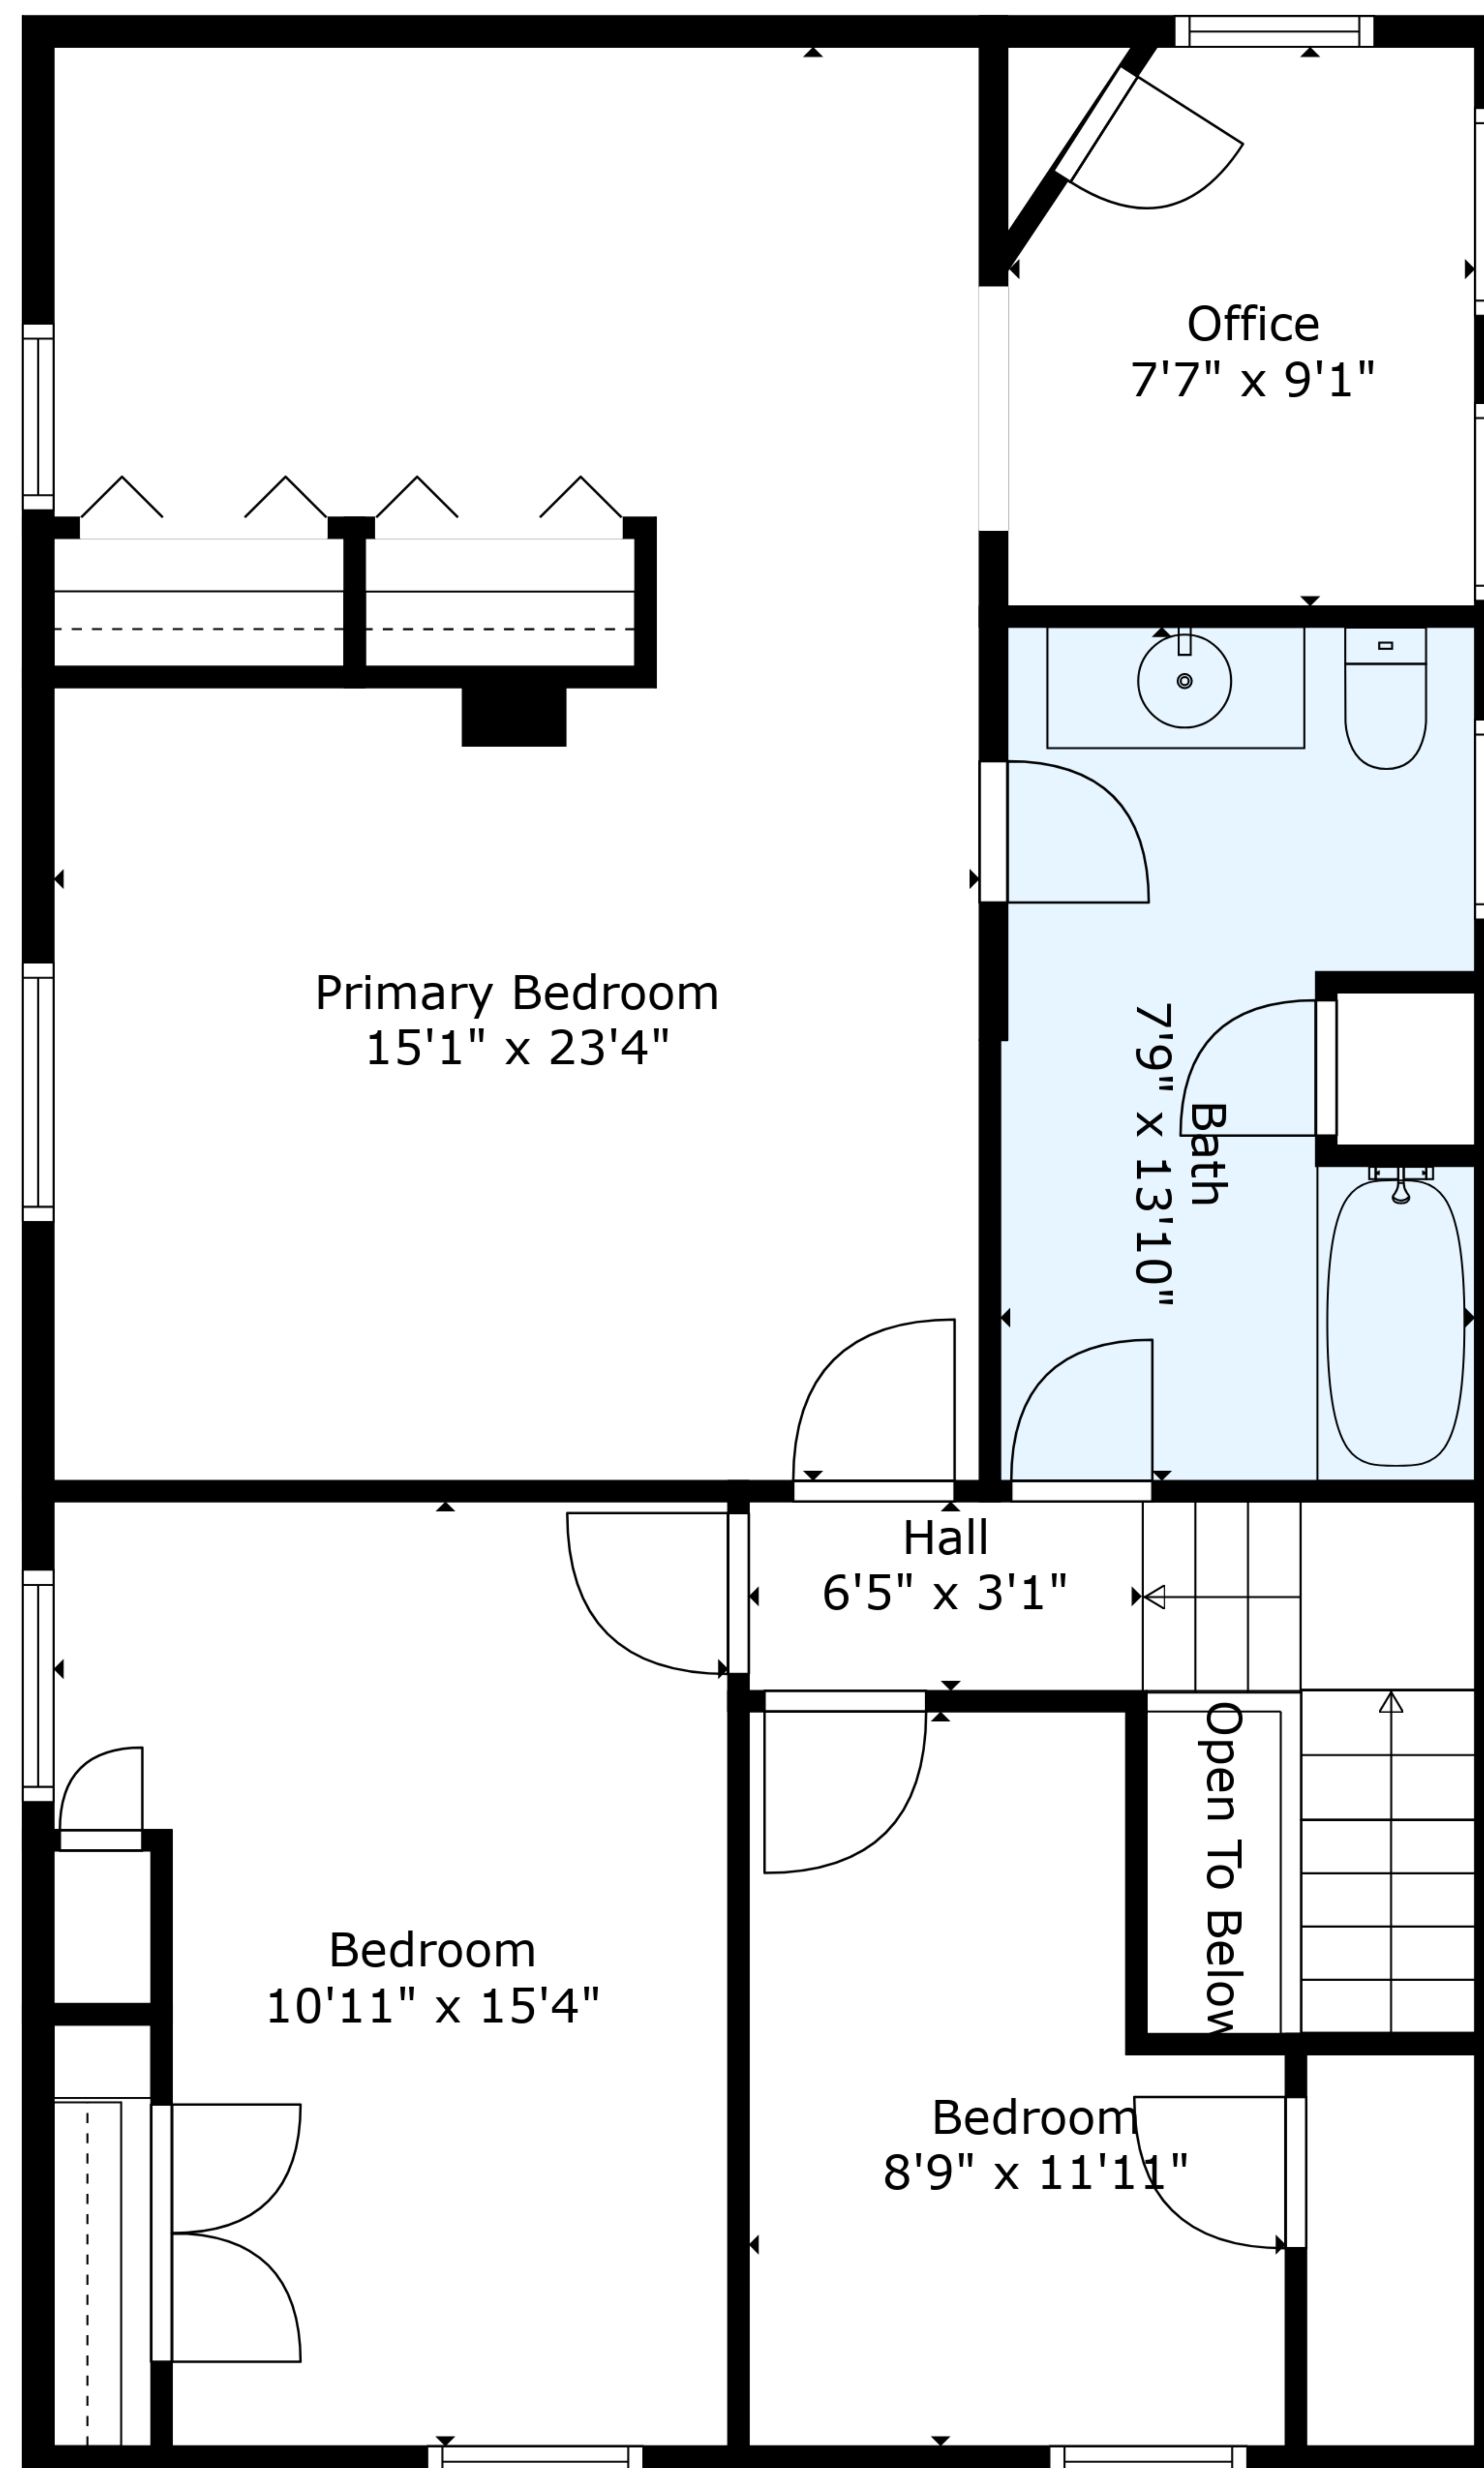 Office
7'7" x 9'1"
Primary Bedroom
15'1" x 23'4"
Bath
7'9" x 13'10"
Hall
6'5" x 3'1"
Open To Below
Bedroom
10'11" x 15'4"
Bedroom
8'9" x 11'11"